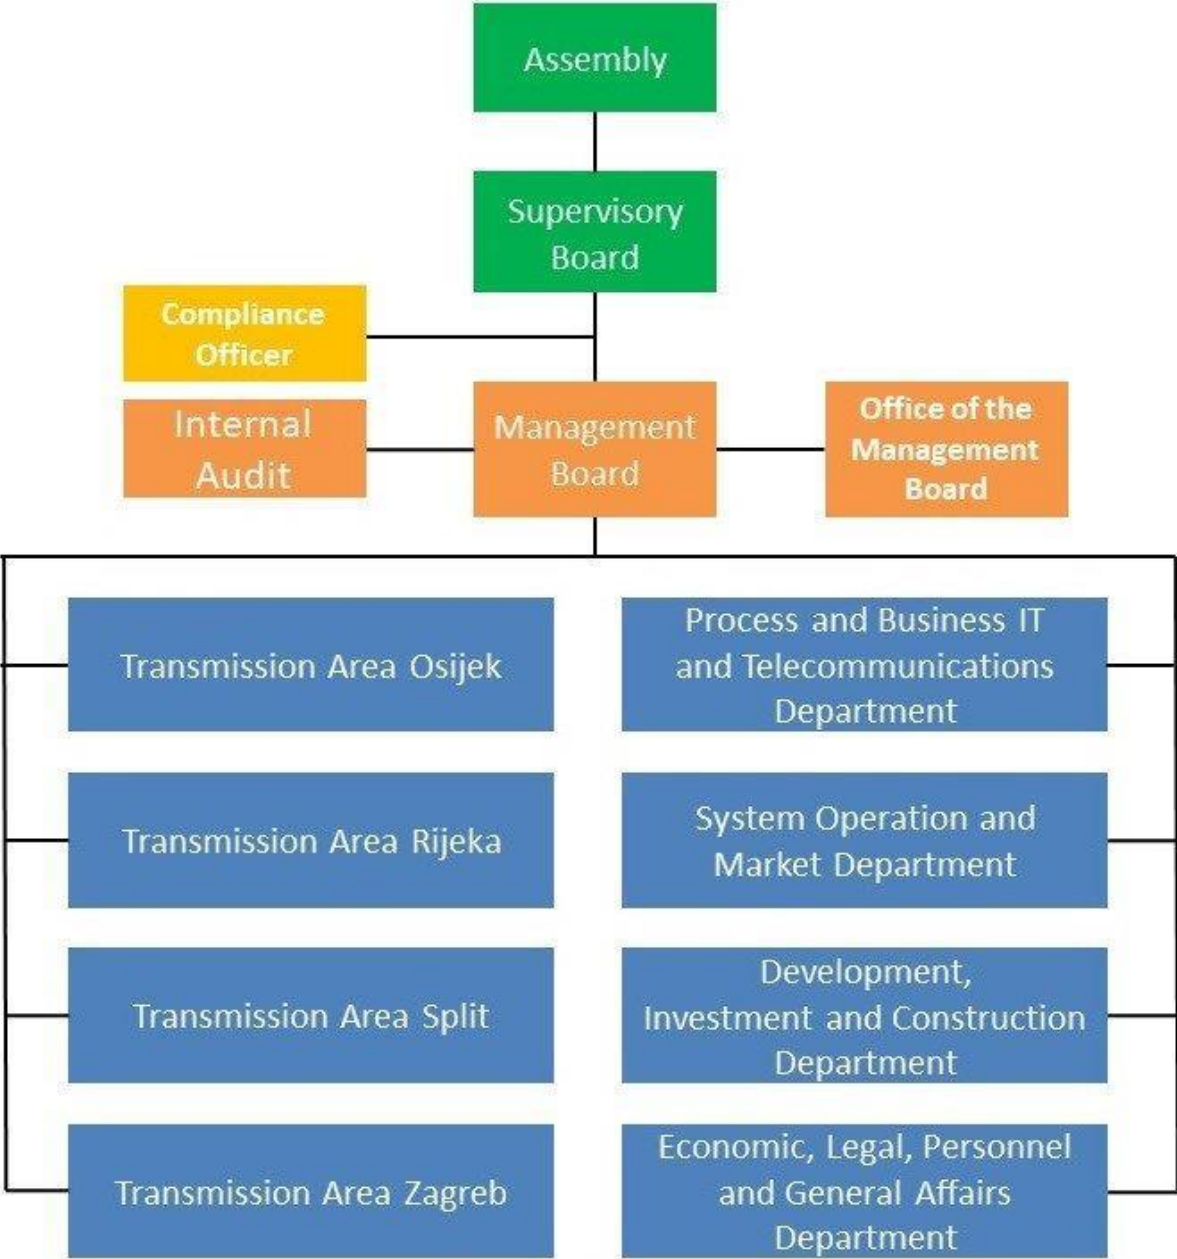 Assembly
Supervisory
Board
Compliance
Officer
Internal
Audit
Management
Board
Office of the
Management
Board
Transmission Area Osijek
Process and Business IT
and Telecommunications
Department
Transmission Area Rijeka
System Operation and
Market Department
Transmission Area Split
Development,
Investment and Construction
Department
Transmission Area Zagreb
Economic, Legal, Personnel
and General Affairs
Department